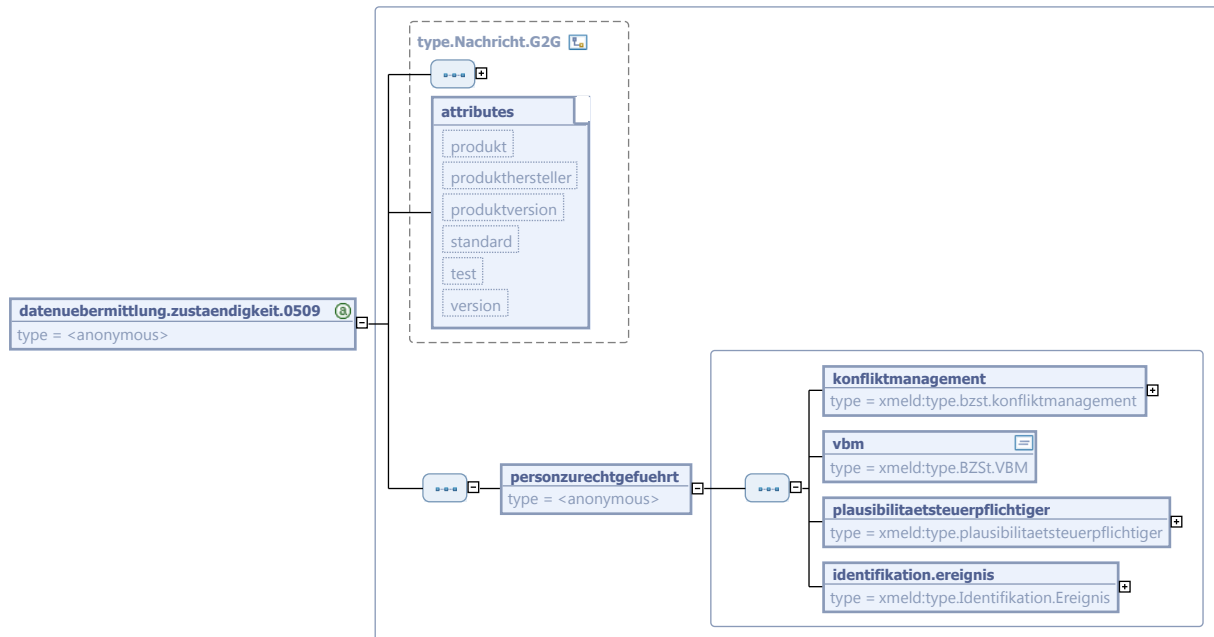 type.Nachricht.G2G
attributes
produkt
produkthersteller
produktversion
standard
test
version
datenuebermittlung.zustaendigkeit.0509
type = <anonymous>
personzurechtgefuehrt
type = <anonymous>
konfliktmanagement
type = xmeld:type.bzst.konfliktmanagement
vbm
type = xmeld:type.BZSt.VBM
plausibilitaetsteuerpflichtiger
type = xmeld:type.plausibilitaetsteuerpflichtiger
identifikation.ereignis
type = xmeld:type.Identifikation.Ereignis